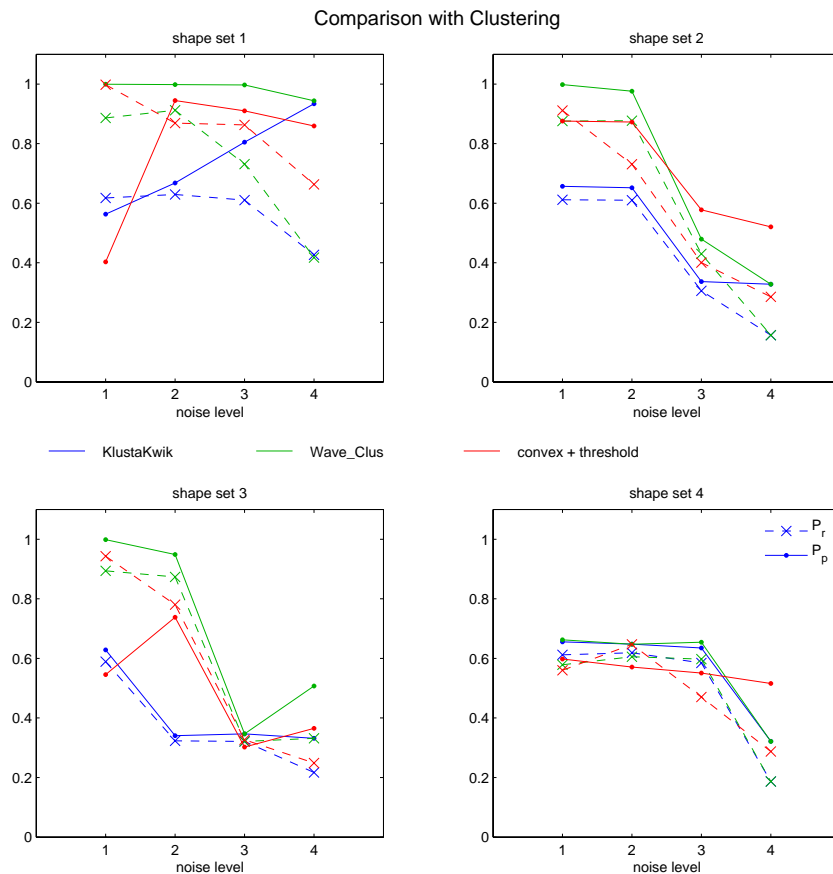 Comparison with Clustering
shape set 1
1
0.8
0.6
0.4
0.2
0
1 2 3 4
noise level
shape set 2
1
0.8
0.6
0.4
0.2
0
1 2 3 4
noise level
KlustaKwik
Wave_Clus
convex + threshold
shape set 3
1
0.8
0.6
0.4
0.2
0
1 2 3 4
noise level
shape set 4
P_r
P_p
1
0.8
0.6
0.4
0.2
0
1 2 3 4
noise level